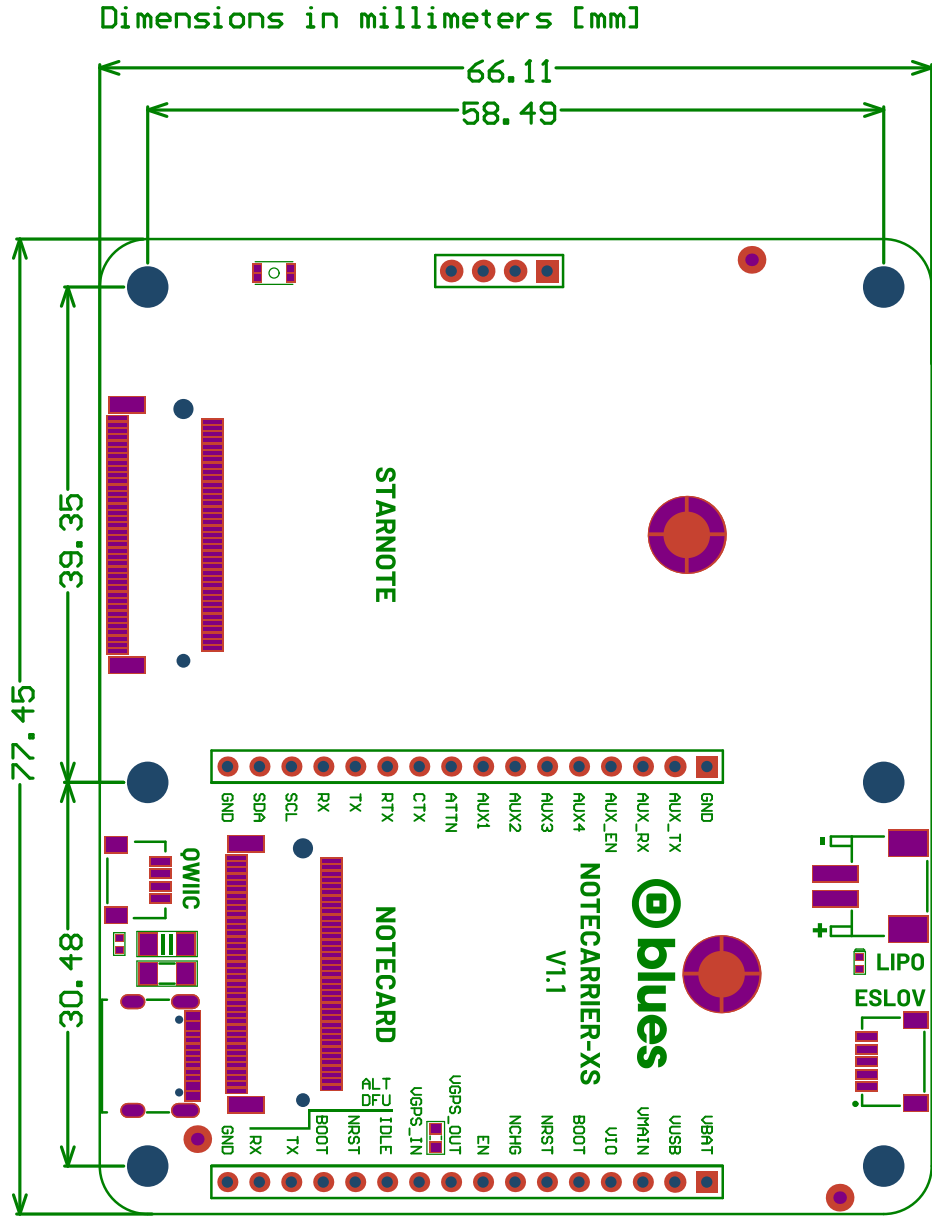 Dimensions in millimeters [mm]
66.11
58.49
39.35
77.45
30.48
STARNOTE
GND
SDA
SCL
RX
TX
RTX
CTX
ATTN
AUX1
AUX2
AUX3
AUX4
AUX_EN
AUX_RX
AUX_TX
GND
QWIIC
NOTECARD
NOTECARRIER-XS
V1.1
blues
-
+
LIPO
ESLOV
ALT
DFU
GND
RX
TX
BOOT
NRST
IDLE
VGPS_IN
VGPS_OUT
EN
NCHG
NRST
BOOT
VIO
VMAIN
VUSB
VBAT